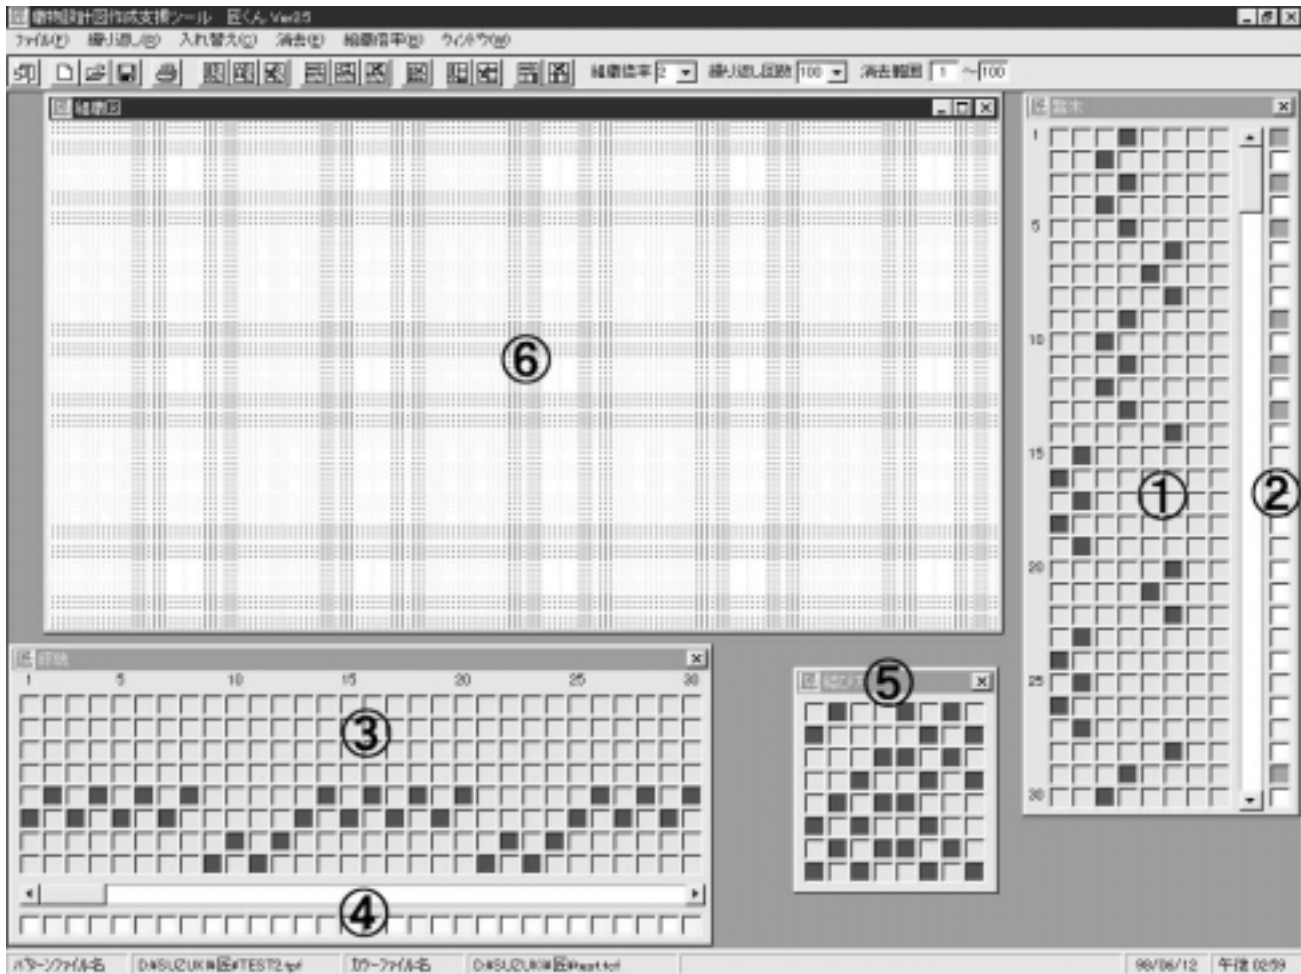 織物設計図作成支援ツール 匠くん Ver2.5
ファイル(F) 繰り返し(R) 入れ替え(C) 消去(E) 組織倍率(B) ウィンドウ(W)
組織倍率 2 繰り返し回数 100 消去範囲 1 ～100
組織図
1
5
10
15
20
25
30
①
②
⑥
綜絖
1 5 10 15 20 25 30
③
④
⑤
パターンファイル名 D:¥SUZUKI¥匠¥TEST2.tpf カラーファイル名 D:¥SUZUKI¥匠¥test.tcf 98/06/12 午後 02:59